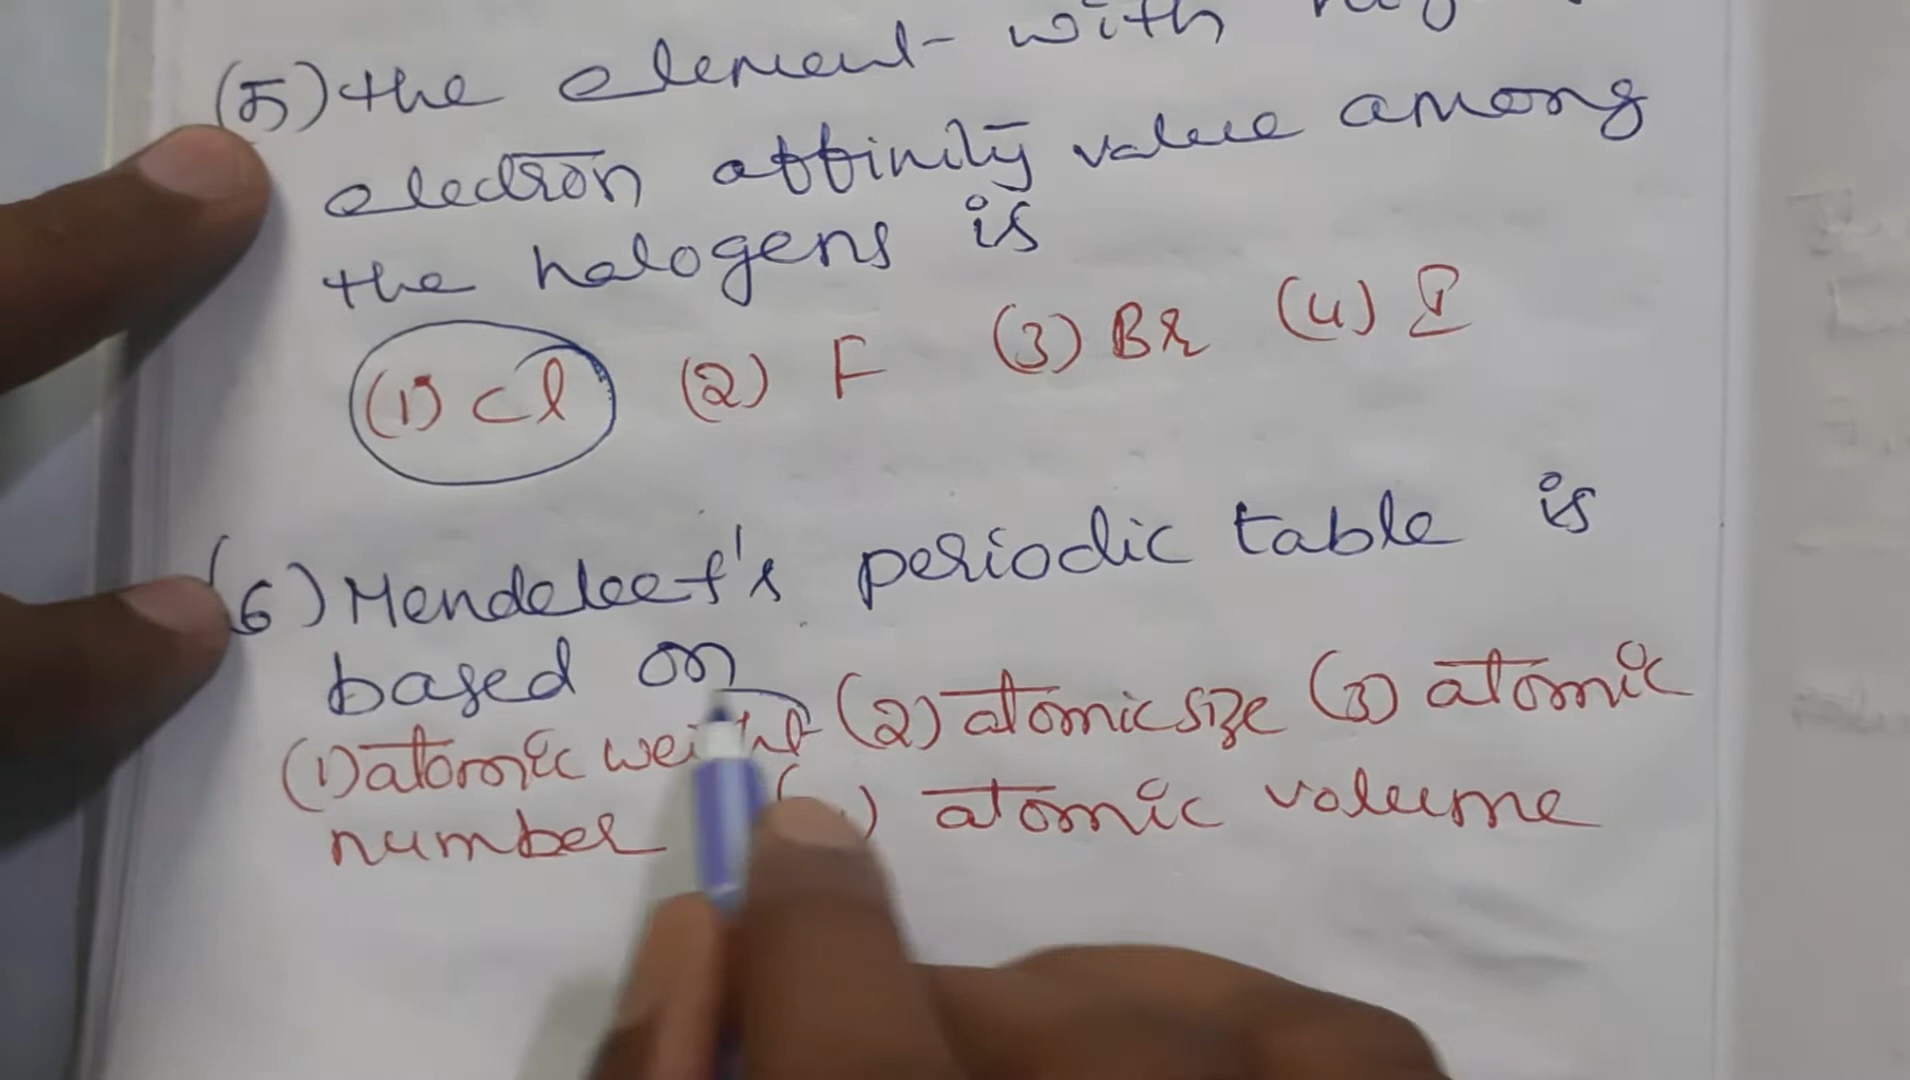 (5) the element with
electron affinity value among
the halogens is
(1) Cl (2) F (3) Br (4) I
(6) Mendeleef's periodic table is
based on
(1) atomic weight (2) atomic size (3) atomic
number ) atomic volume